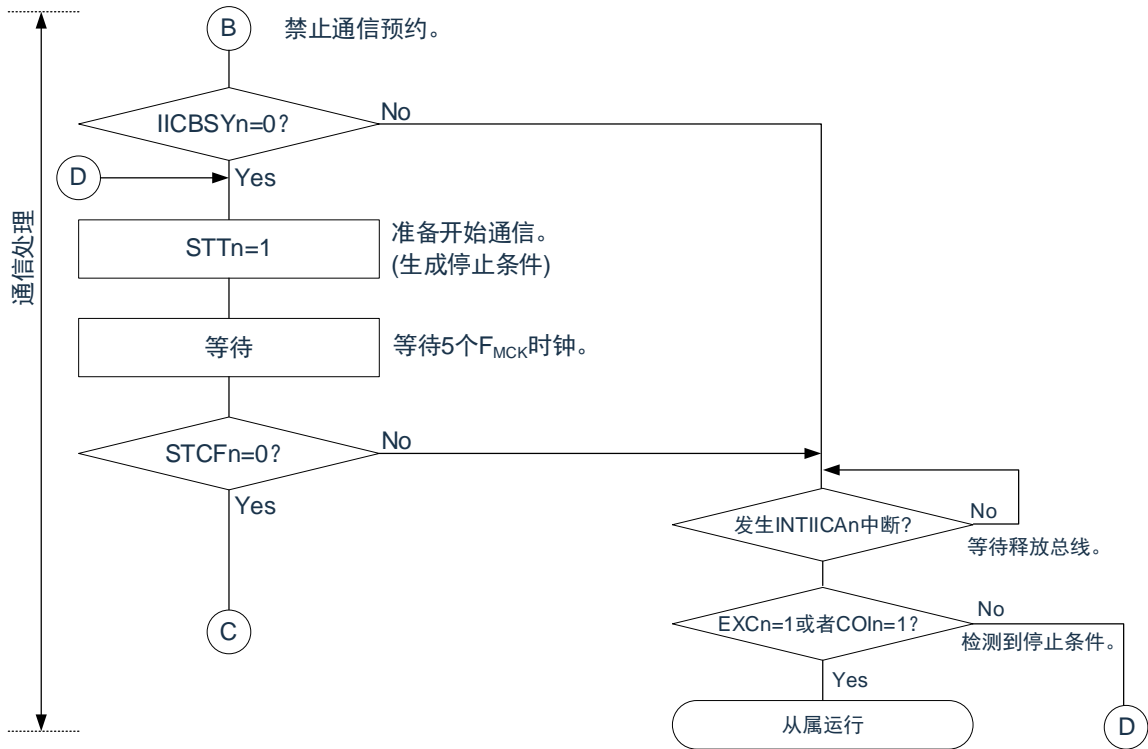 B
禁止通信预约。
IICBSYn=0?
No
D
Yes
通信处理
STTn=1
准备开始通信。
(生成停止条件)
等待
等待5个FMCK时钟。
STCFn=0?
No
Yes
发生INTIICAn中断?
No
等待释放总线。
C
EXCn=1或者COIn=1?
No
检测到停止条件。
Yes
从属运行
D